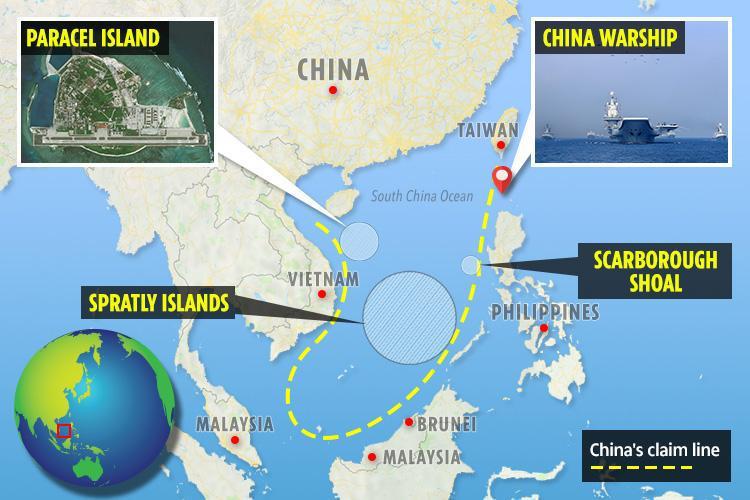 PARACEL ISLAND
CHINA WARSHIP
CHINA
TAIWAN
South China Ocean
SCARBOROUGH
SHOAL
VIETNAM
SPRATLY ISLANDS
PHILIPPINES
MALAYSIA
BRUNEI
MALAYSIA
China's claim line